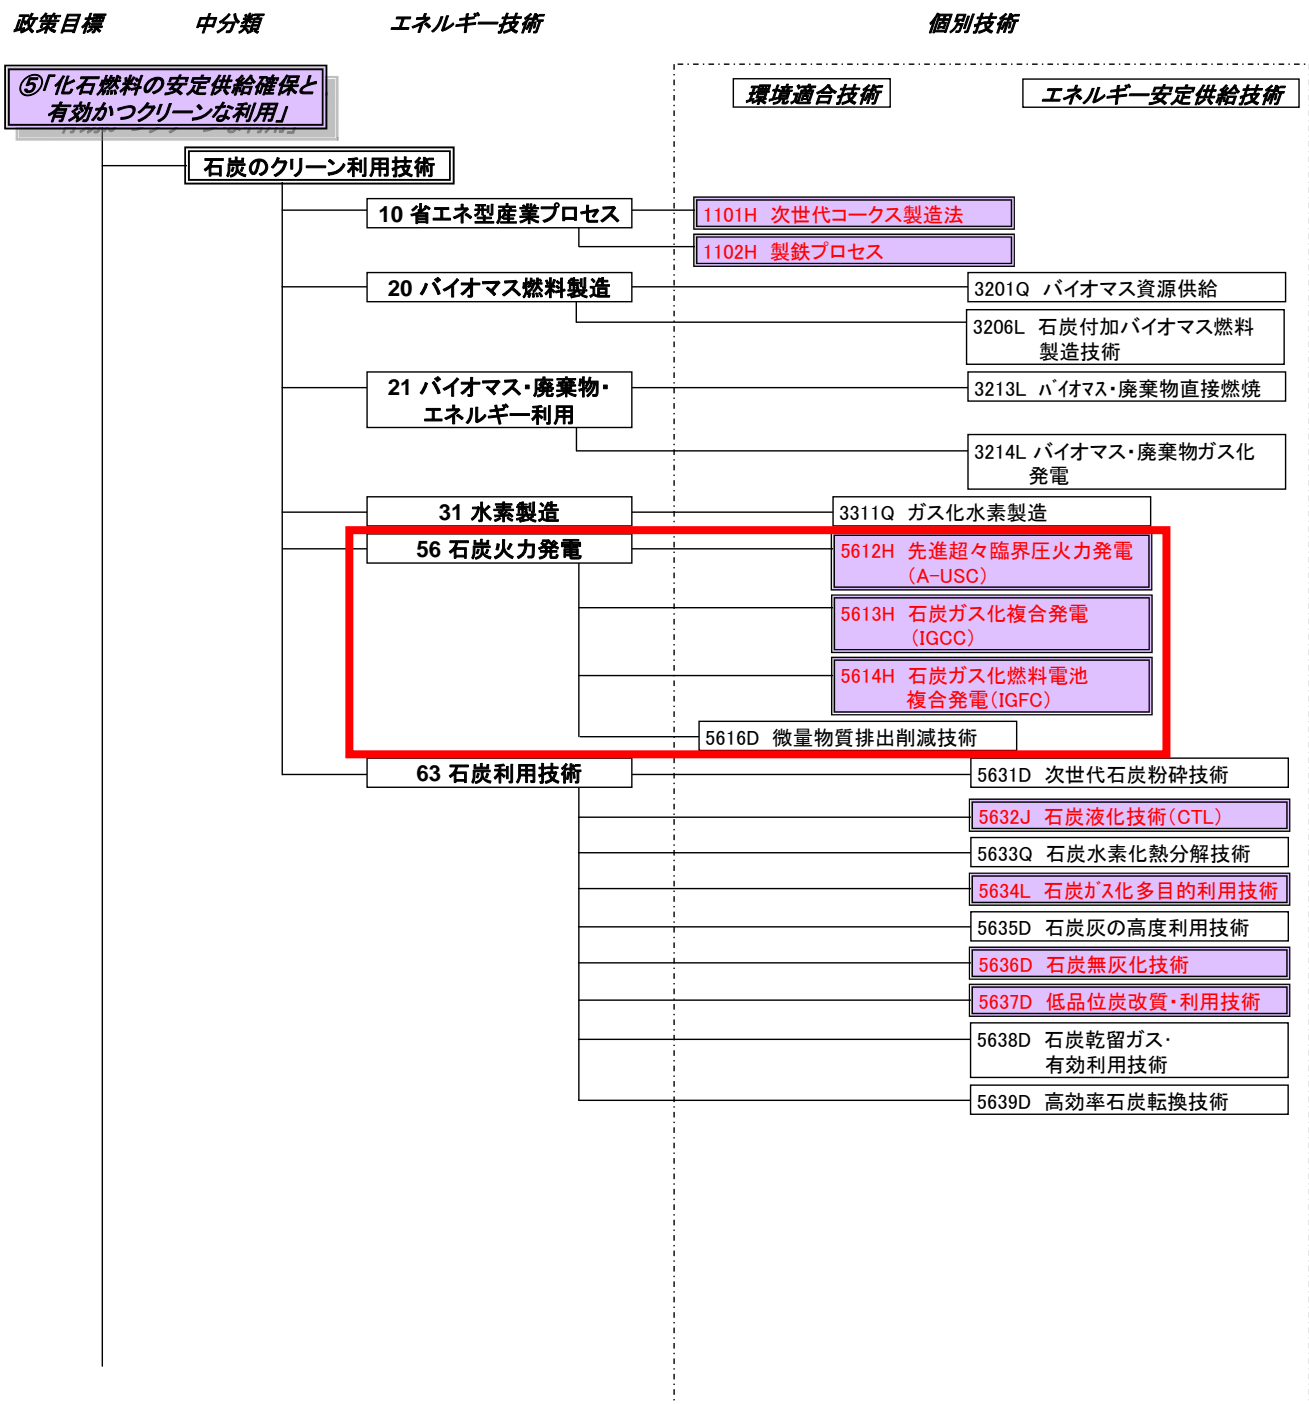 政策目標 中分類 エネルギー技術 個別技術
⑤「化石燃料の安定供給確保と
有効かつクリーンな利用」
環境適合技術 エネルギー安定供給技術
石炭のクリーン利用技術
10 省エネ型産業プロセス 1101H 次世代コークス製造法
1102H 製鉄プロセス
20 バイオマス燃料製造 3201Q バイオマス資源供給
3206L 石炭付加バイオマス燃料
製造技術
21 バイオマス・廃棄物・ 3213L バイオマス・廃棄物直接燃焼
エネルギー利用
3214L バイオマス・廃棄物ガス化
発電
31 水素製造 3311Q ガス化水素製造
56 石炭火力発電 5612H 先進超々臨界圧火力発電
(A-USC)
5613H 石炭ガス化複合発電
(IGCC)
5614H 石炭ガス化燃料電池
複合発電(IGFC)
5616D 微量物質排出削減技術
63 石炭利用技術 5631D 次世代石炭粉砕技術
5632J 石炭液化技術(CTL)
5633Q 石炭水素化熱分解技術
5634L 石炭ガス化多目的利用技術
5635D 石炭灰の高度利用技術
5636D 石炭無灰化技術
5637D 低品位炭改質・利用技術
5638D 石炭乾留ガス・
有効利用技術
5639D 高効率石炭転換技術